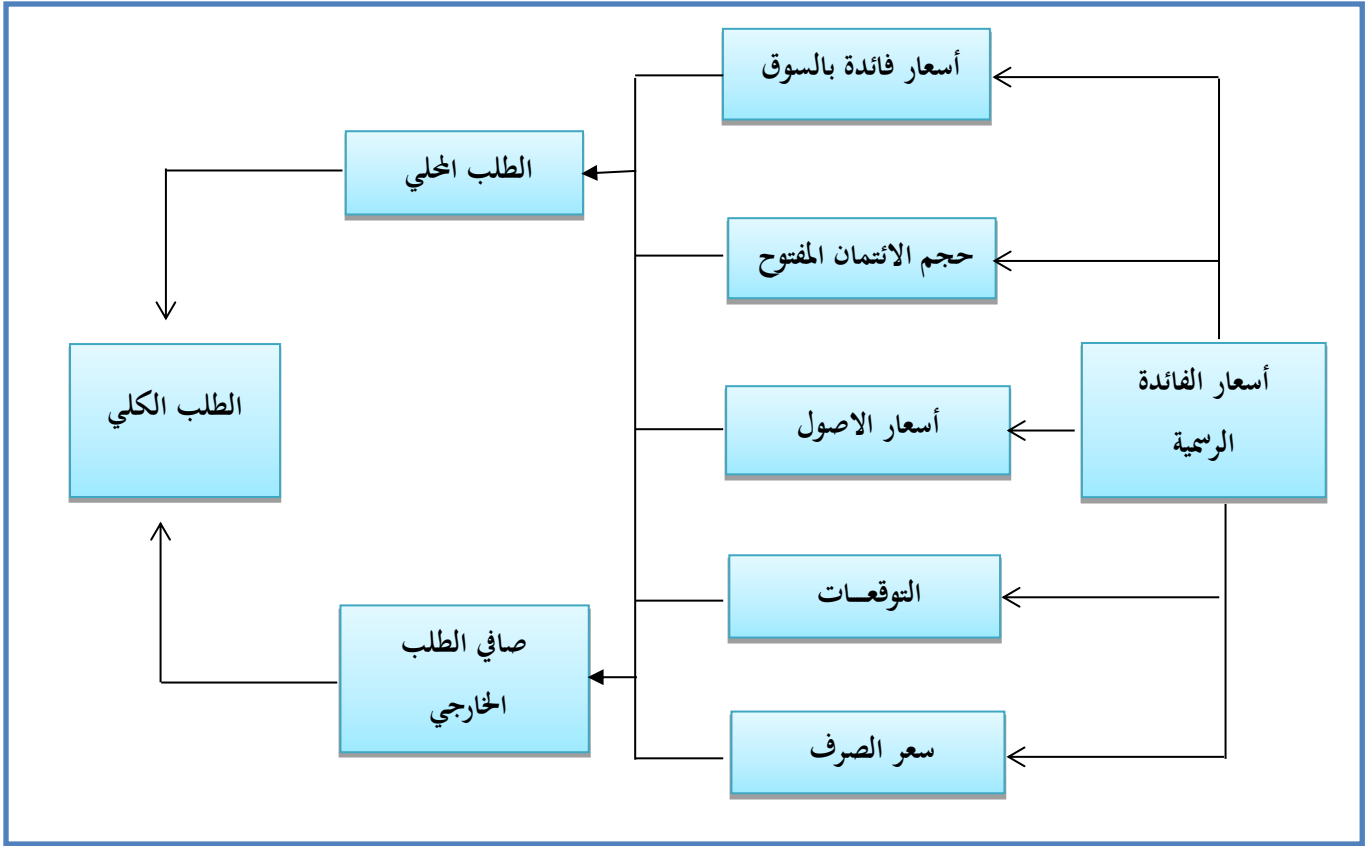 أسعار فائدة بالسوق
الطلب المحلي
حجم الائتمان المفتوح
أسعار الفائدة
الرسمية
أسعار الاصول
الطلب الكلي
التوقعـــات
صافي الطلب
الخارجي
سعر الصرف